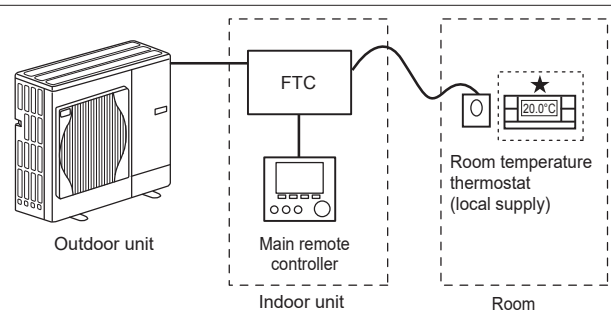 FTC
20.0°C
Room temperature
thermostat
(local supply)
Outdoor unit
Main remote
controller
Indoor unit
Room